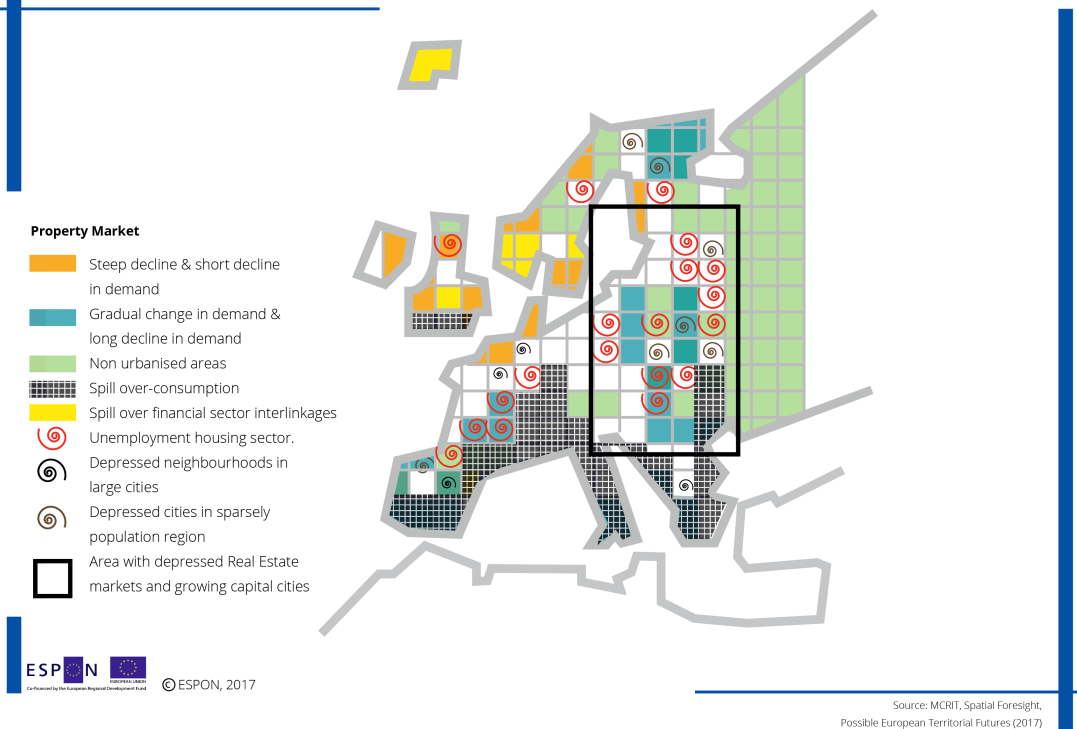 Property Market
Steep decline & short decline
in demand
Gradual change in demand &
long decline in demand
Non urbanised areas
Spill over-consumption
Spill over financial sector interlinkages
Unemployment housing sector.
Depressed neighbourhoods in
large cities
Depressed cities in sparsely
population region
Area with depressed Real Estate
markets and growing capital cities
ESPON
EUROPEAN UNION
Co-financed by the European Regional Development Fund
© ESPON, 2017
Source: MCRIT, Spatial Foresight,
Possible European Territorial Futures (2017)